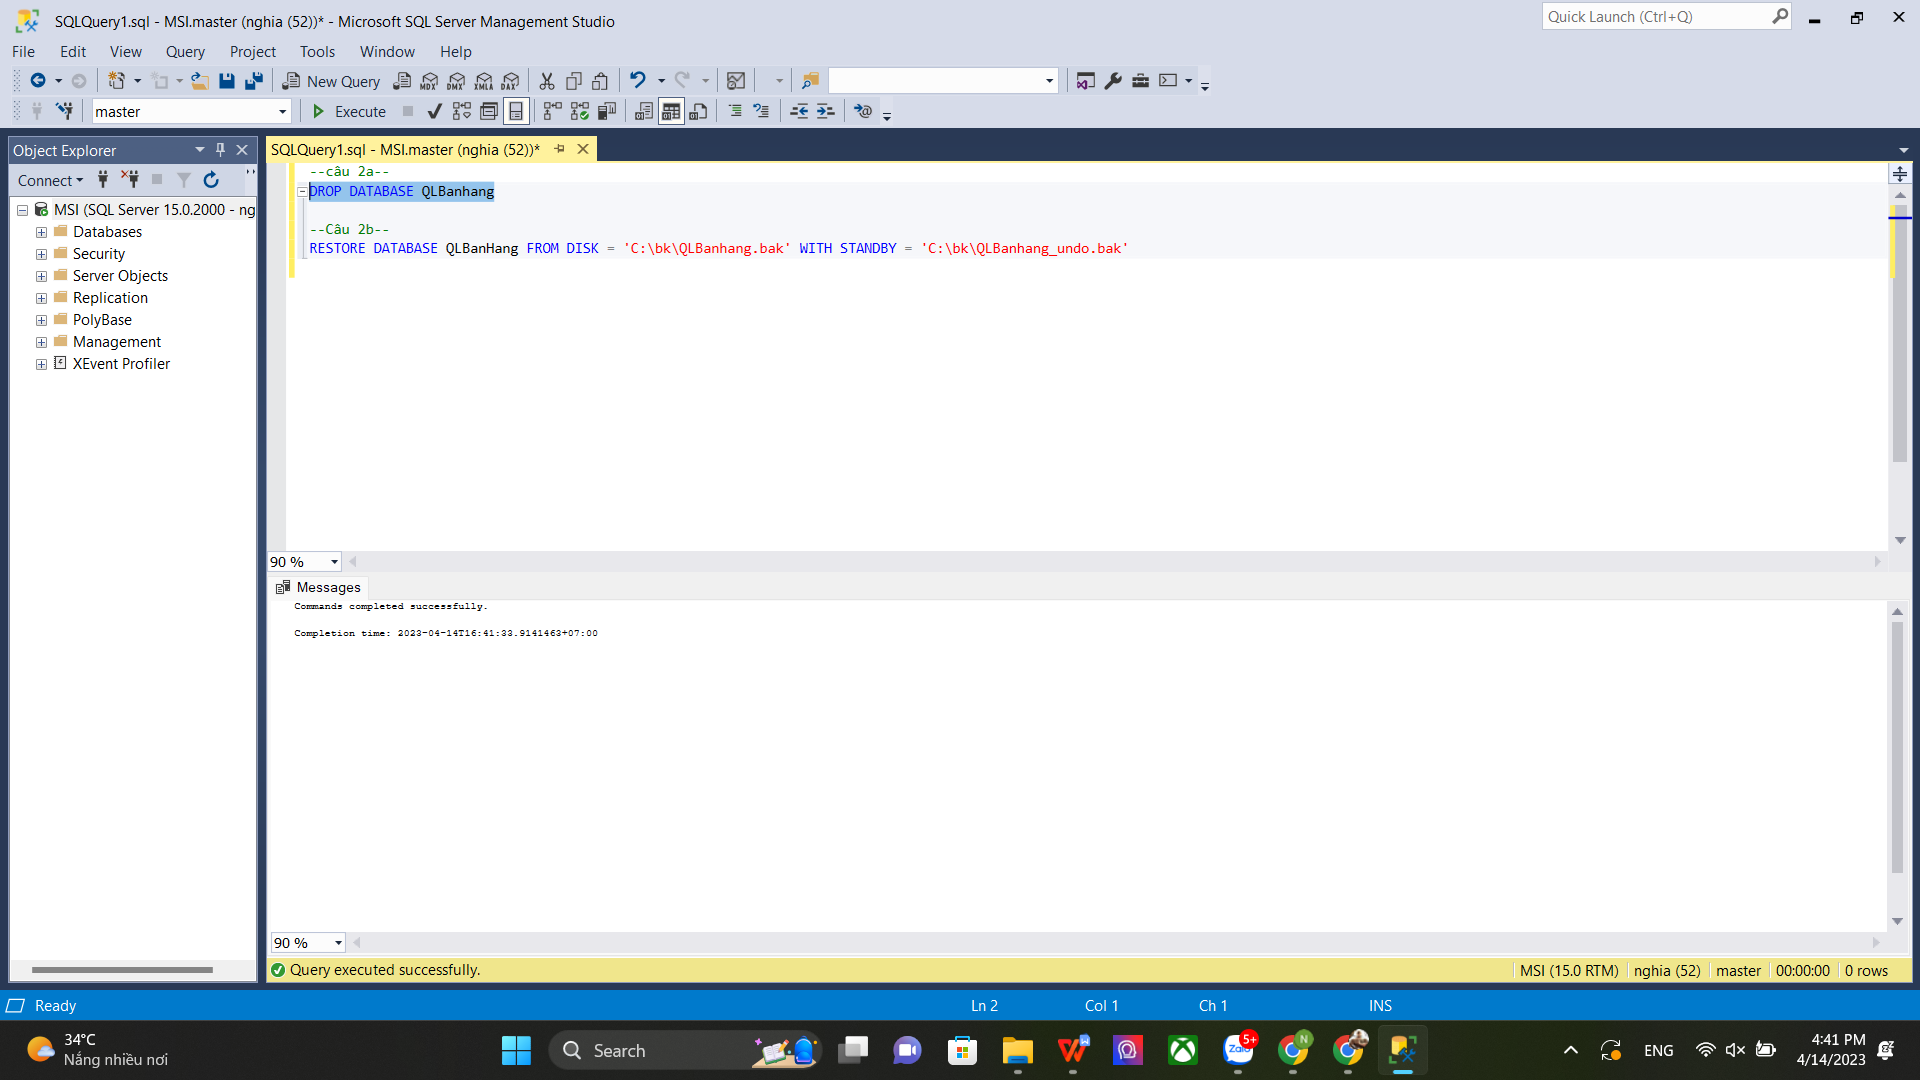 SQLQuery1.sql - MSI.master (nghia (52))* - Microsoft SQL Server Management Studio
Quick Launch (Ctrl+Q)
File Edit View Query Project Tools Window Help
New Query
MDX DMX XMLA DAX
master
Execute
Object Explorer
Connect
MSI (SQL Server 15.0.2000 - ng
Databases
Security
Server Objects
Replication
PolyBase
Management
XEvent Profiler
SQLQuery1.sql - MSI.master (nghia (52))*
--câu 2a--
DROP DATABASE QLBanhang
--Câu 2b--
RESTORE DATABASE QLBanHang FROM DISK = 'C:\bk\QLBanhang.bak' WITH STANDBY = 'C:\bk\QLBanhang_undo.bak'
90 %
Messages
Commands completed successfully.
Completion time: 2023-04-14T16:41:33.9141463+07:00
90 %
Query executed successfully.
MSI (15.0 RTM) nghia (52) master 00:00:00 0 rows
Ready
Ln 2 Col 1 Ch 1 INS
34°C
Nắng nhiều nơi
Search
Zalo
5+
N
ENG
4:41 PM
4/14/2023